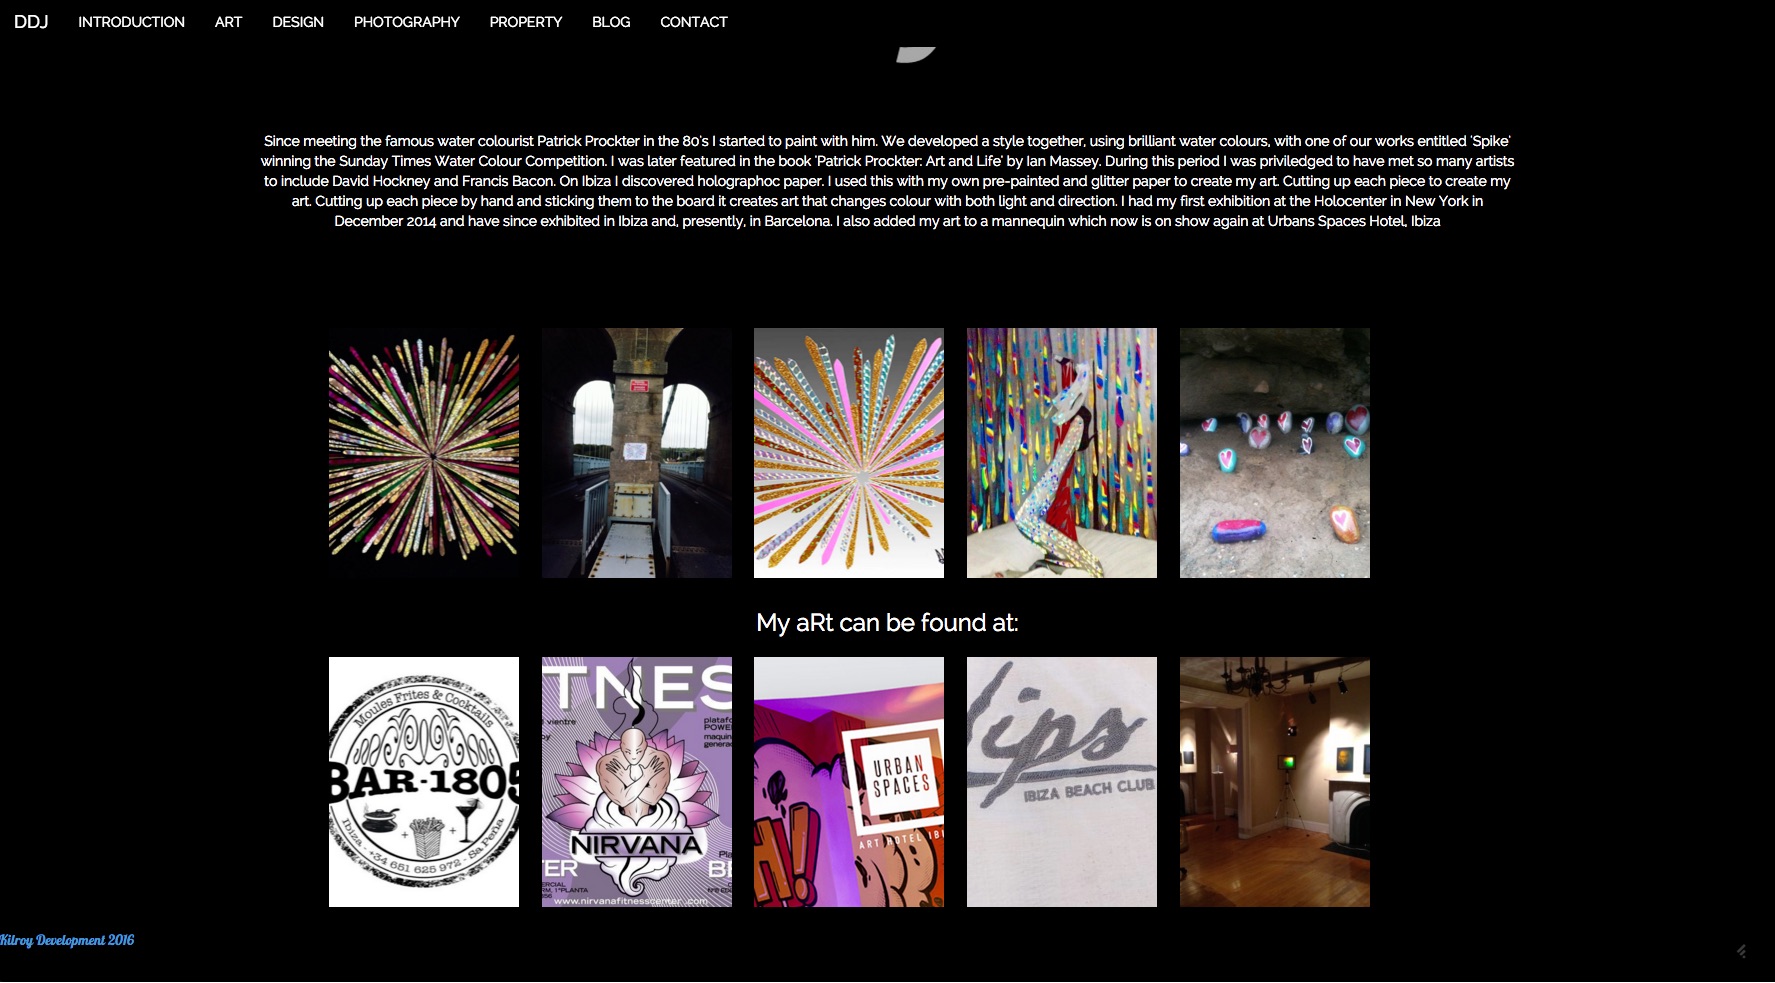 DDJ INTRODUCTION ART DESIGN PHOTOGRAPHY PROPERTY BLOG CONTACT
Since meeting the famous water colourist Patrick Prockter in the 80's I started to paint with him. We developed a style together, using brilliant water colours, with one of our works entitled 'Spike'
winning the Sunday Times Water Colour Competition. I was later featured in the book 'Patrick Prockter: Art and Life' by Ian Massey. During this period I was priviledged to have met so many artists
to include David Hockney and Francis Bacon. On Ibiza I discovered holographoc paper. I used this with my own pre-painted and glitter paper to create my art. Cutting up each piece to create my
art. Cutting up each piece by hand and sticking them to the board it creates art that changes colour with both light and direction. I had my first exhibition at the Holocenter in New York in
December 2014 and have since exhibited in Ibiza and, presently, in Barcelona. I also added my art to a mannequin which now is on show again at Urbans Spaces Hotel, Ibiza
My aRt can be found at:
Moules Frites & Cocktails
BAR·1805
+ +
Ibiza · +34 651 625 972 · Sa Peña
TNES
vientre
plataf
POWE
maquin
genera
NIRVANA
TER
BE
ERCIAL
RM. 1ªPLANTA
www.nirvanafitnesscenter.com
URBAN
SPACES
ART HOTEL IBI
H!
lips
IBIZA BEACH CLUB
Kilroy Development 2016